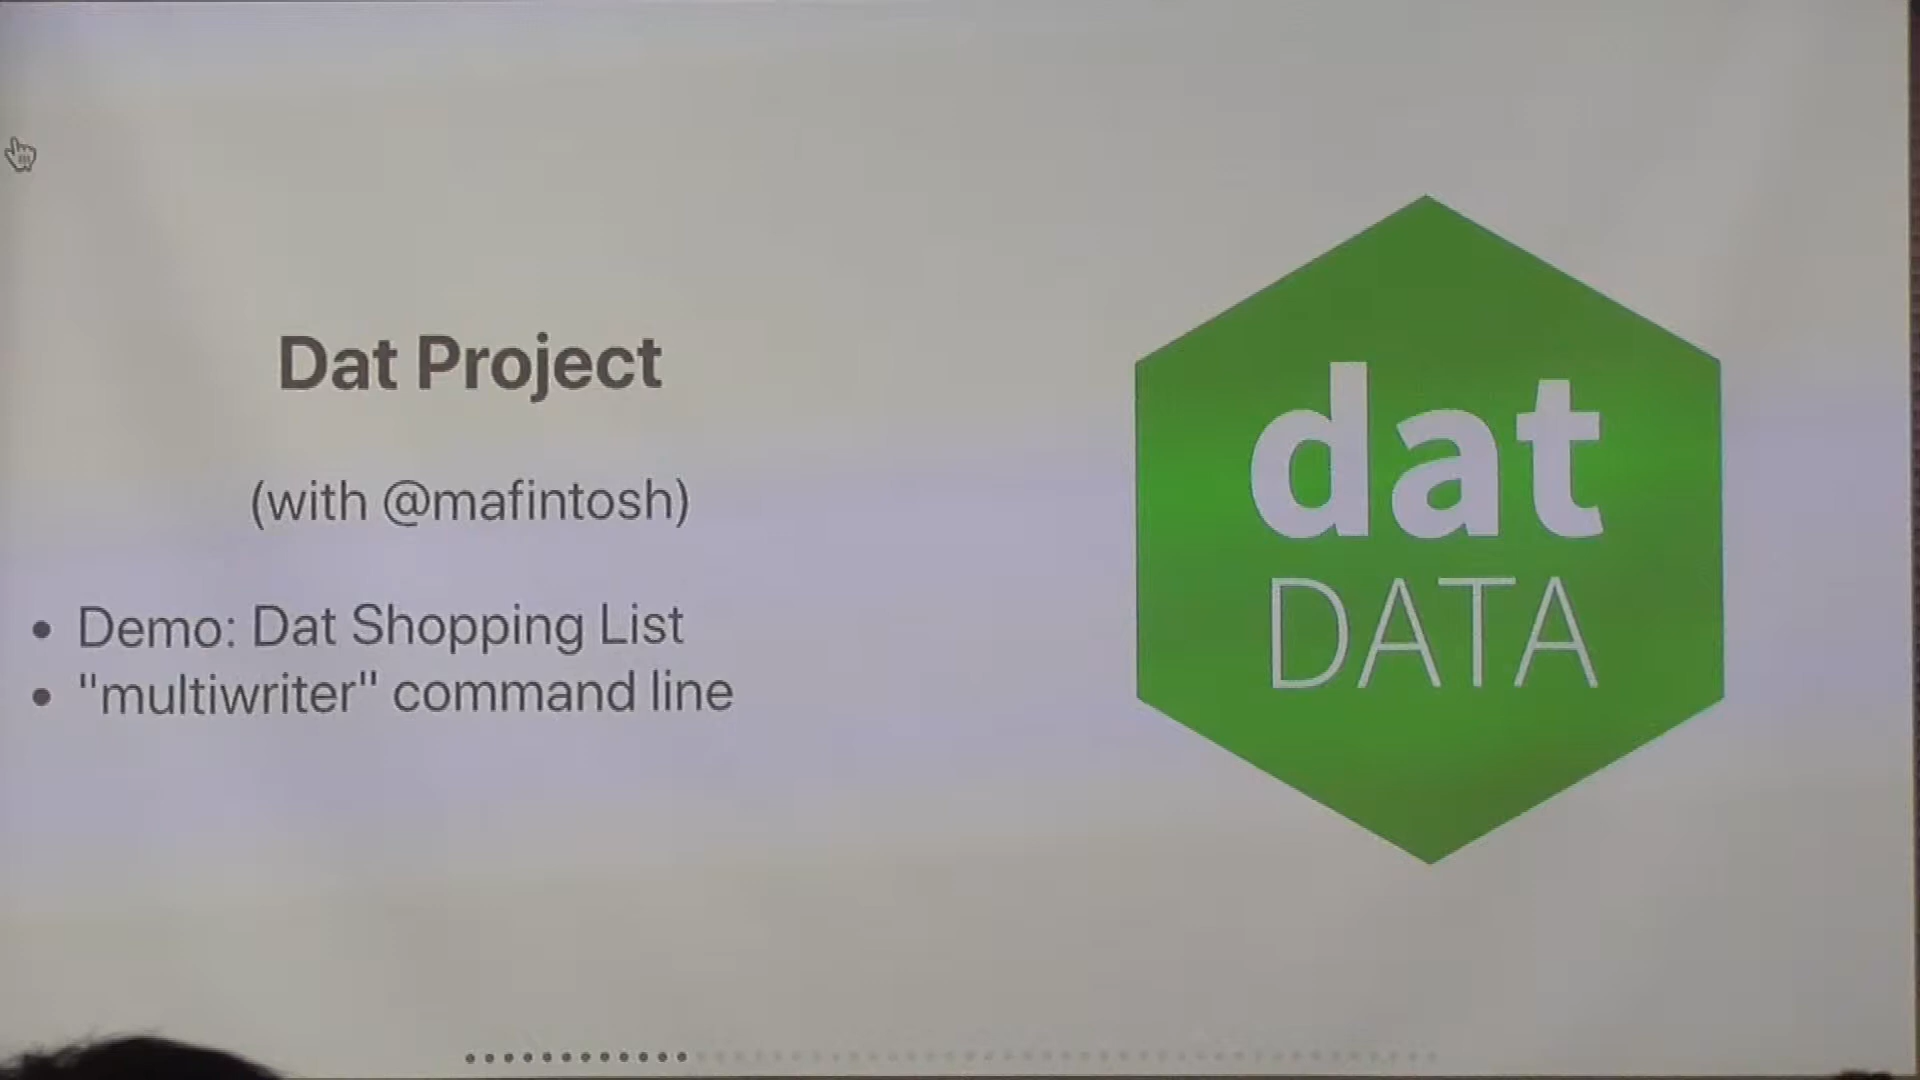 Dat Project
(with @mafintosh)
• Demo: Dat Shopping List
• "multiwriter" command line
dat
DATA